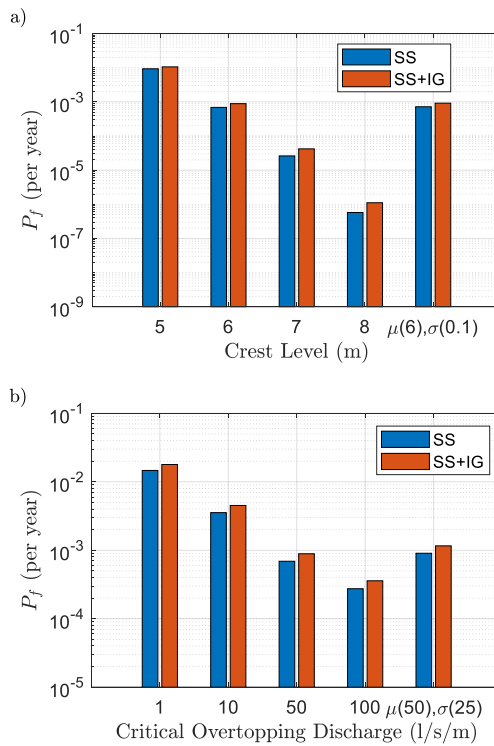 a)
10^-1
10^-3
10^-5
10^-7
10^-9
P_f (per year)
SS
SS+IG
5 6 7 8 μ(6),σ(0.1)
Crest Level (m)
b)
10^-1
10^-2
10^-3
10^-4
10^-5
P_f (per year)
SS
SS+IG
1 10 50 100 μ(50),σ(25)
Critical Overtopping Discharge (l/s/m)